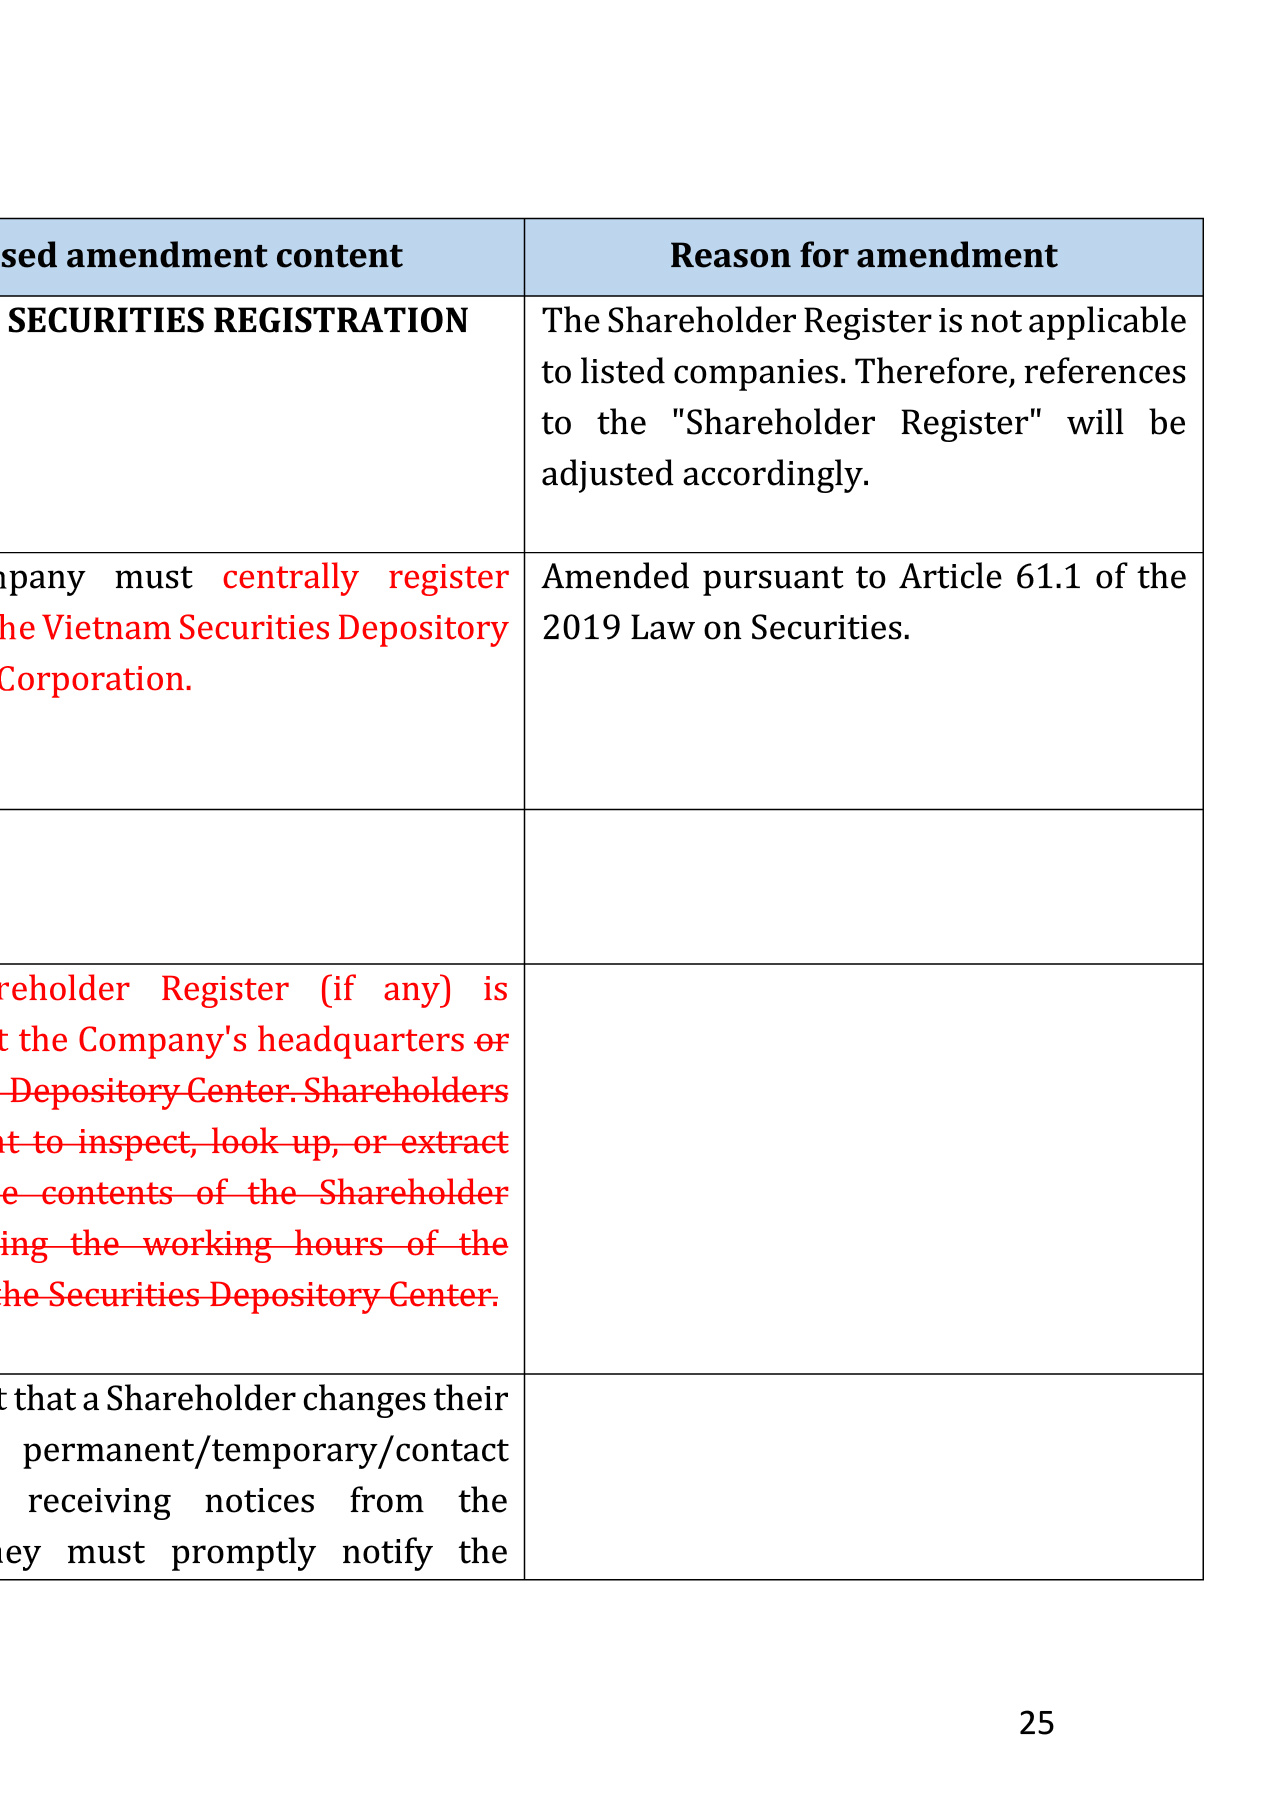 sed amendment content
Reason for amendment
SECURITIES REGISTRATION
The Shareholder Register is not applicable
to listed companies. Therefore, references
to the "Shareholder Register" will be
adjusted accordingly.
mpany must centrally register
he Vietnam Securities Depository
Corporation.
Amended pursuant to Article 61.1 of the
2019 Law on Securities.
reholder Register (if any) is
t the Company's headquarters or
Depository Center. Shareholders
nt to inspect, look up, or extract
e contents of the Shareholder
ing the working hours of the
the Securities Depository Center.
t that a Shareholder changes their
permanent/temporary/contact
receiving notices from the
hey must promptly notify the
25